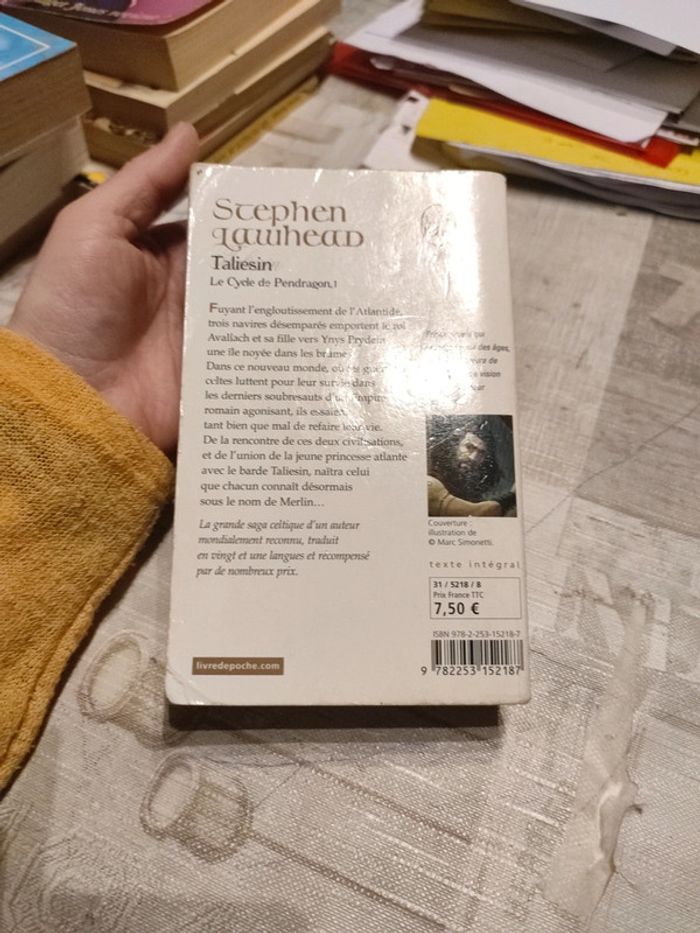 Stephen
Lawhead
Taliesin
Le Cycle de Pendragon, 1
Fuyant l'engloutissement de l'Atlantide,
trois navires désemparés emportent le roi
Avallach et sa fille vers Ynys Prydein
une île noyée dans les brumes
Dans ce nouveau monde, où les
celtes luttent pour leur survie dans
les derniers soubresauts d'un Empire
romain agonisant, ils essaient
tant bien que mal de refaire leur vie.
De la rencontre de ces deux civilisations,
et de l'union de la jeune princesse atlante
avec le barde Taliesin, naîtra celui
que chacun connaît désormais
sous le nom de Merlin…
La grande saga celtique d'un auteur
mondialement reconnu, traduit
en vingt et une langues et récompensé
par de nombreux prix.
livredepoche.com
qui
des âges,
vision
Couverture :
illustration de
© Marc Simonetti.
texte intégral
31 / 5218 / 8
Prix France TTC
7,50 €
ISBN 978-2-253-15218-7
9 782253 152187